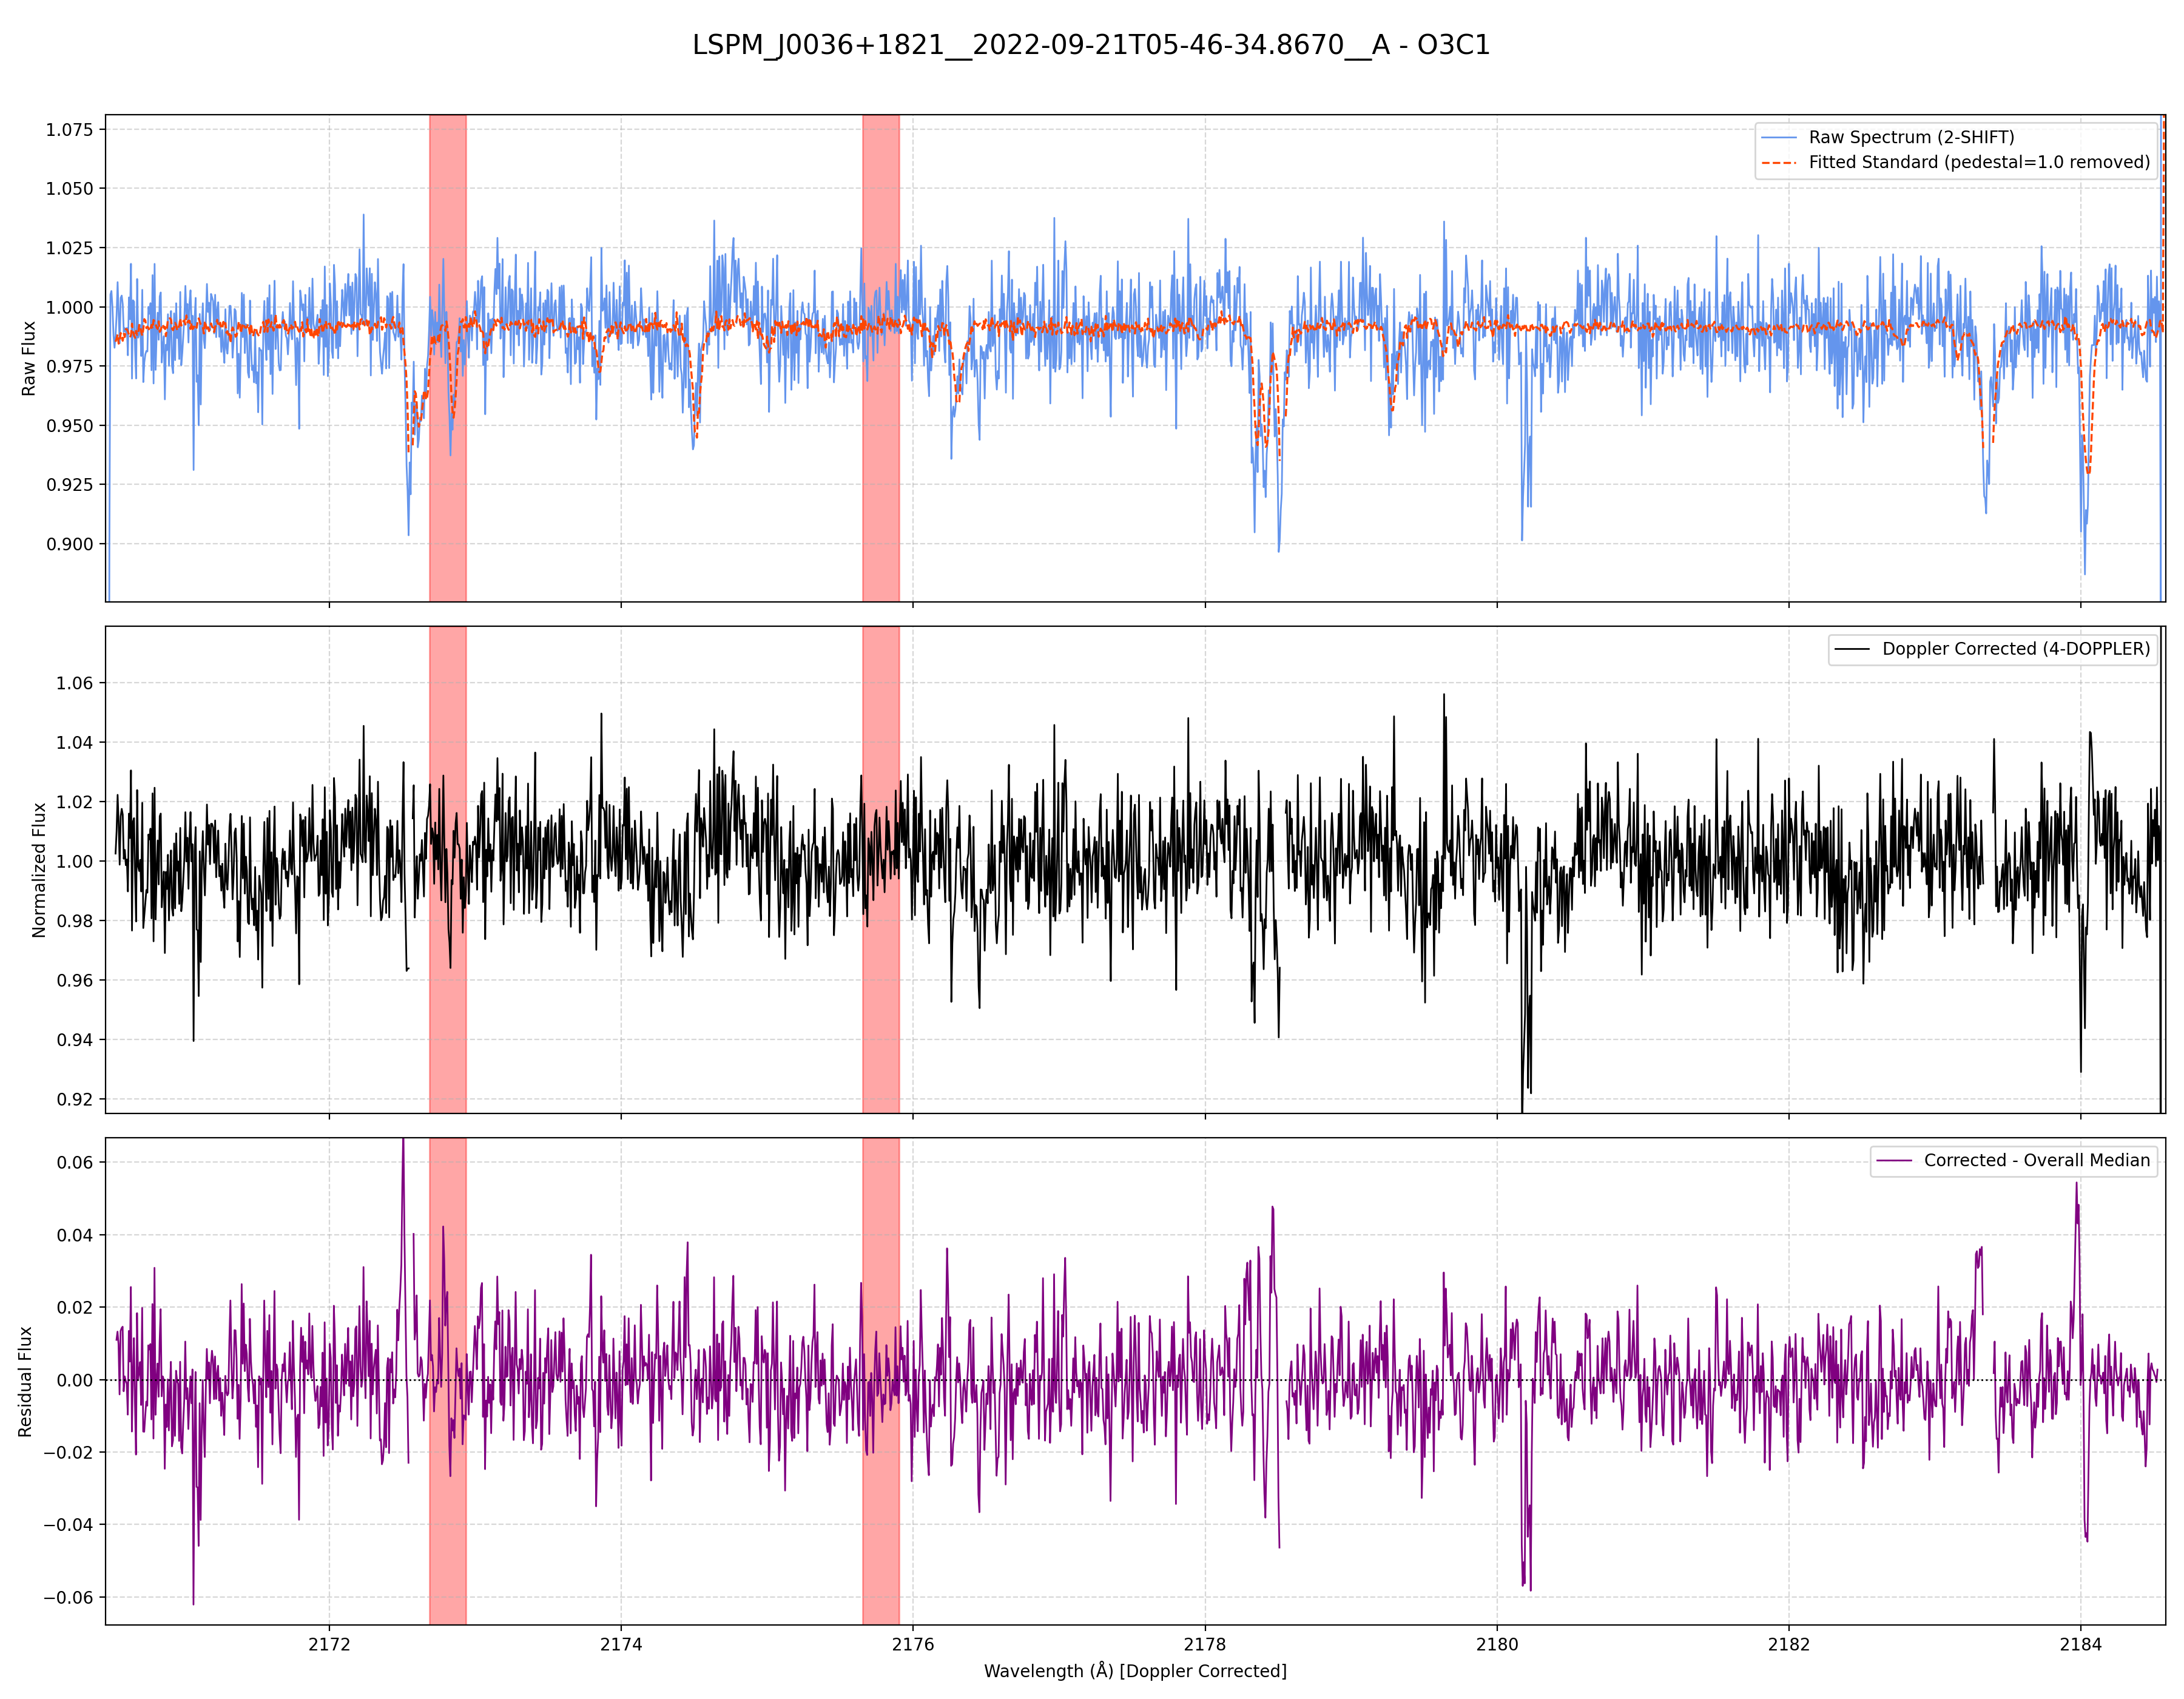 LSPM_J0036+1821__2022-09-21T05-46-34.8670__A - O3C1
1.075
1.050
1.025
1.000
0.975
0.950
0.925
0.900
Raw Flux
Raw Spectrum (2-SHIFT)
Fitted Standard (pedestal=1.0 removed)
1.06
1.04
1.02
1.00
0.98
0.96
0.94
0.92
Normalized Flux
Doppler Corrected (4-DOPPLER)
0.06
0.04
0.02
0.00
−0.02
−0.04
−0.06
Residual Flux
Corrected - Overall Median
2172 2174 2176 2178 2180 2182 2184
Wavelength (Å) [Doppler Corrected]